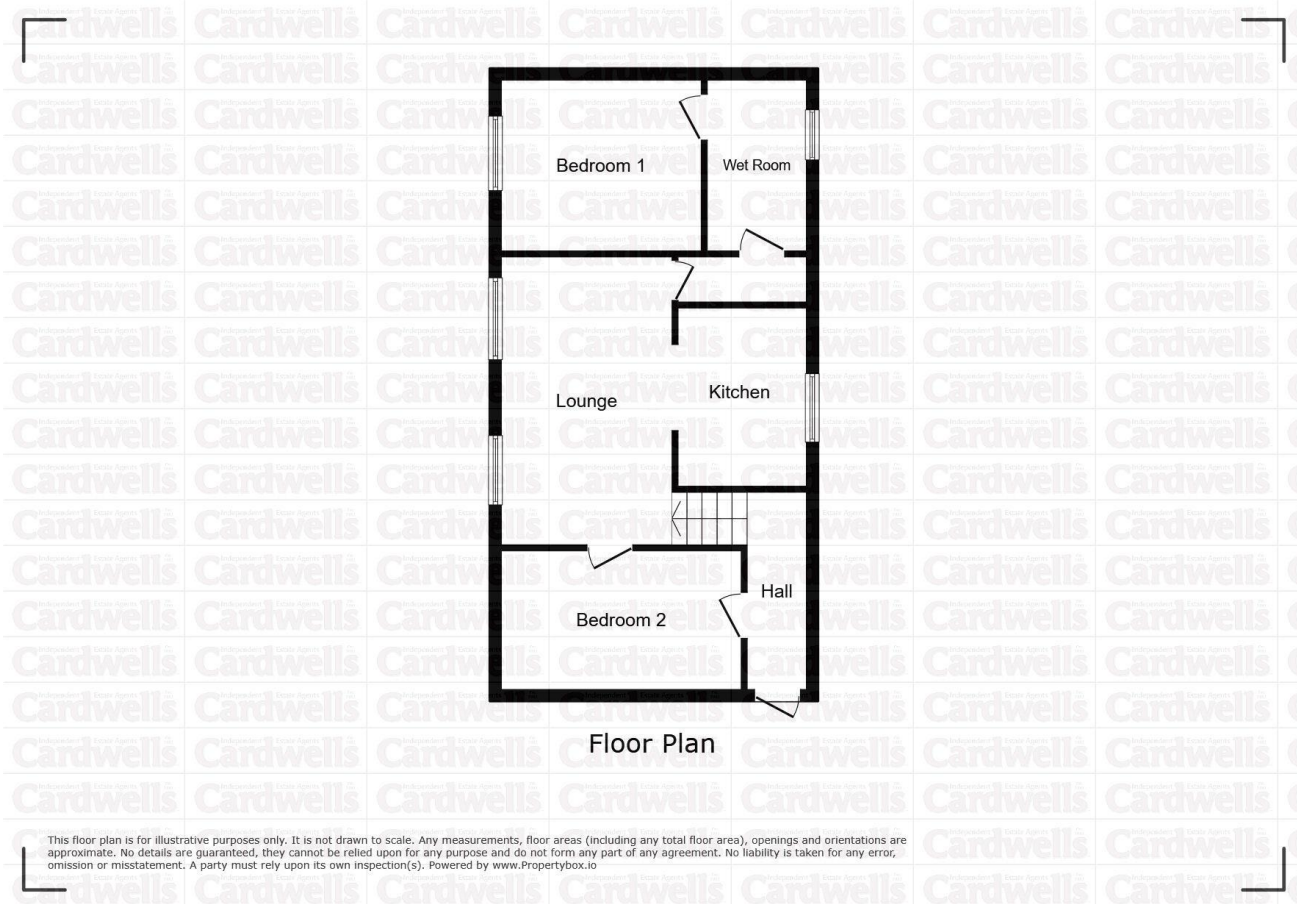 Bedroom 1
Wet Room
Lounge
Kitchen
Hall
Bedroom 2
Floor Plan
This floor plan is for illustrative purposes only. It is not drawn to scale. Any measurements, floor areas (including any total floor area), openings and orientations are
approximate. No details are guaranteed, they cannot be relied upon for any purpose and do not form any part of any agreement. No liability is taken for any error,
omission or misstatement. A party must rely upon its own inspection(s). Powered by www.Propertybox.io
Independent Estate Agents
Cardwells